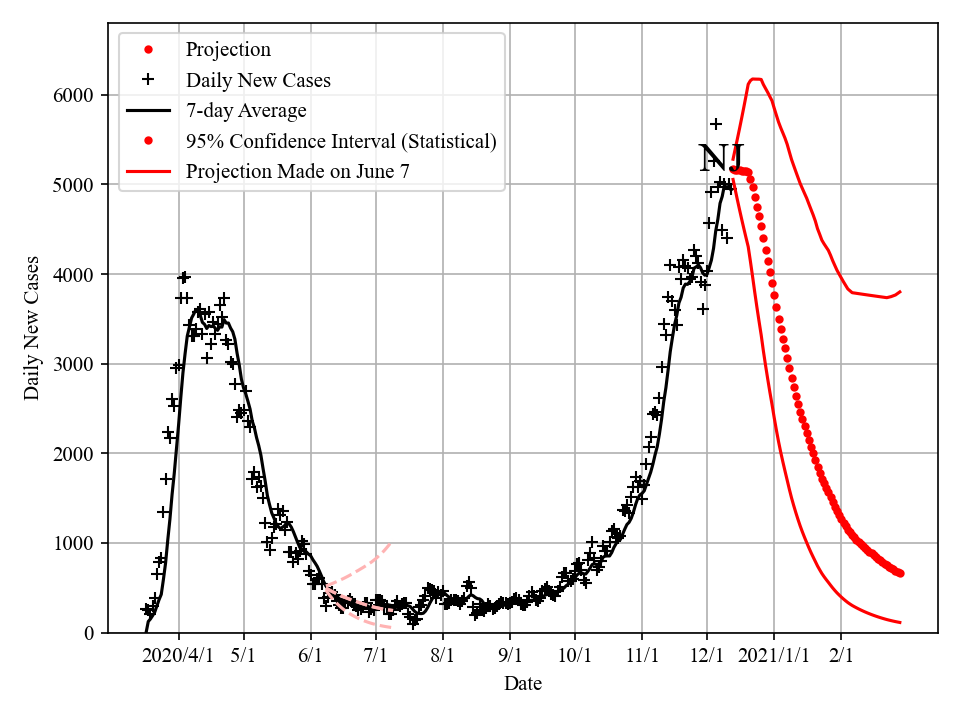 Projection
Daily New Cases
7-day Average
95% Confidence Interval (Statistical)
Projection Made on June 7
NJ
Daily New Cases
6000
5000
4000
3000
2000
1000
0
2020/4/1 5/1 6/1 7/1 8/1 9/1 10/1 11/1 12/1 2021/1/1 2/1
Date